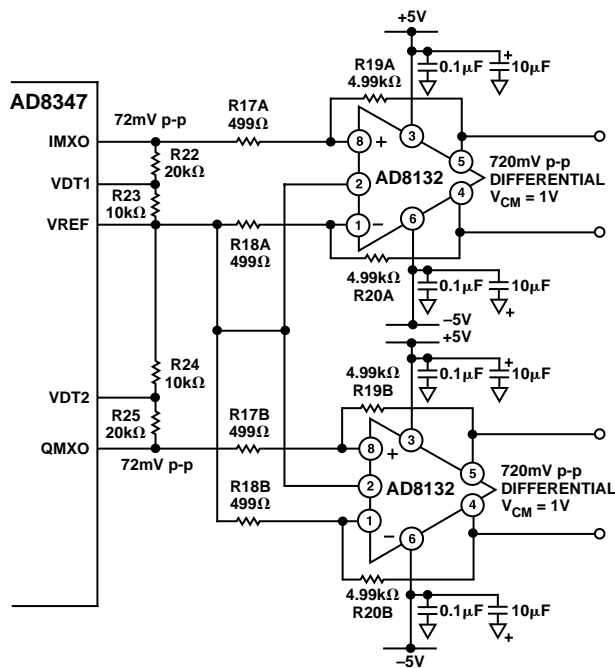 +5V
R19A
4.99kΩ
0.1µF
+
10µF
AD8347
72mV p-p
R17A
499Ω
IMXO
8
+
3
5
R22
20kΩ
720mV p-p
DIFFERENTIAL
VCM = 1V
VDT1
2
AD8132
4
R23
10kΩ
VREF
1
–
6
R18A
499Ω
4.99kΩ
R20A
0.1µF
10µF
+
–5V
+5V
R24
10kΩ
4.99kΩ
R19B
0.1µF
+
10µF
VDT2
R25
20kΩ
R17B
499Ω
QMXO
72mV p-p
8
+
3
5
720mV p-p
DIFFERENTIAL
VCM = 1V
2
AD8132
4
R18B
499Ω
1
–
6
4.99kΩ
R20B
0.1µF
10µF
+
–5V